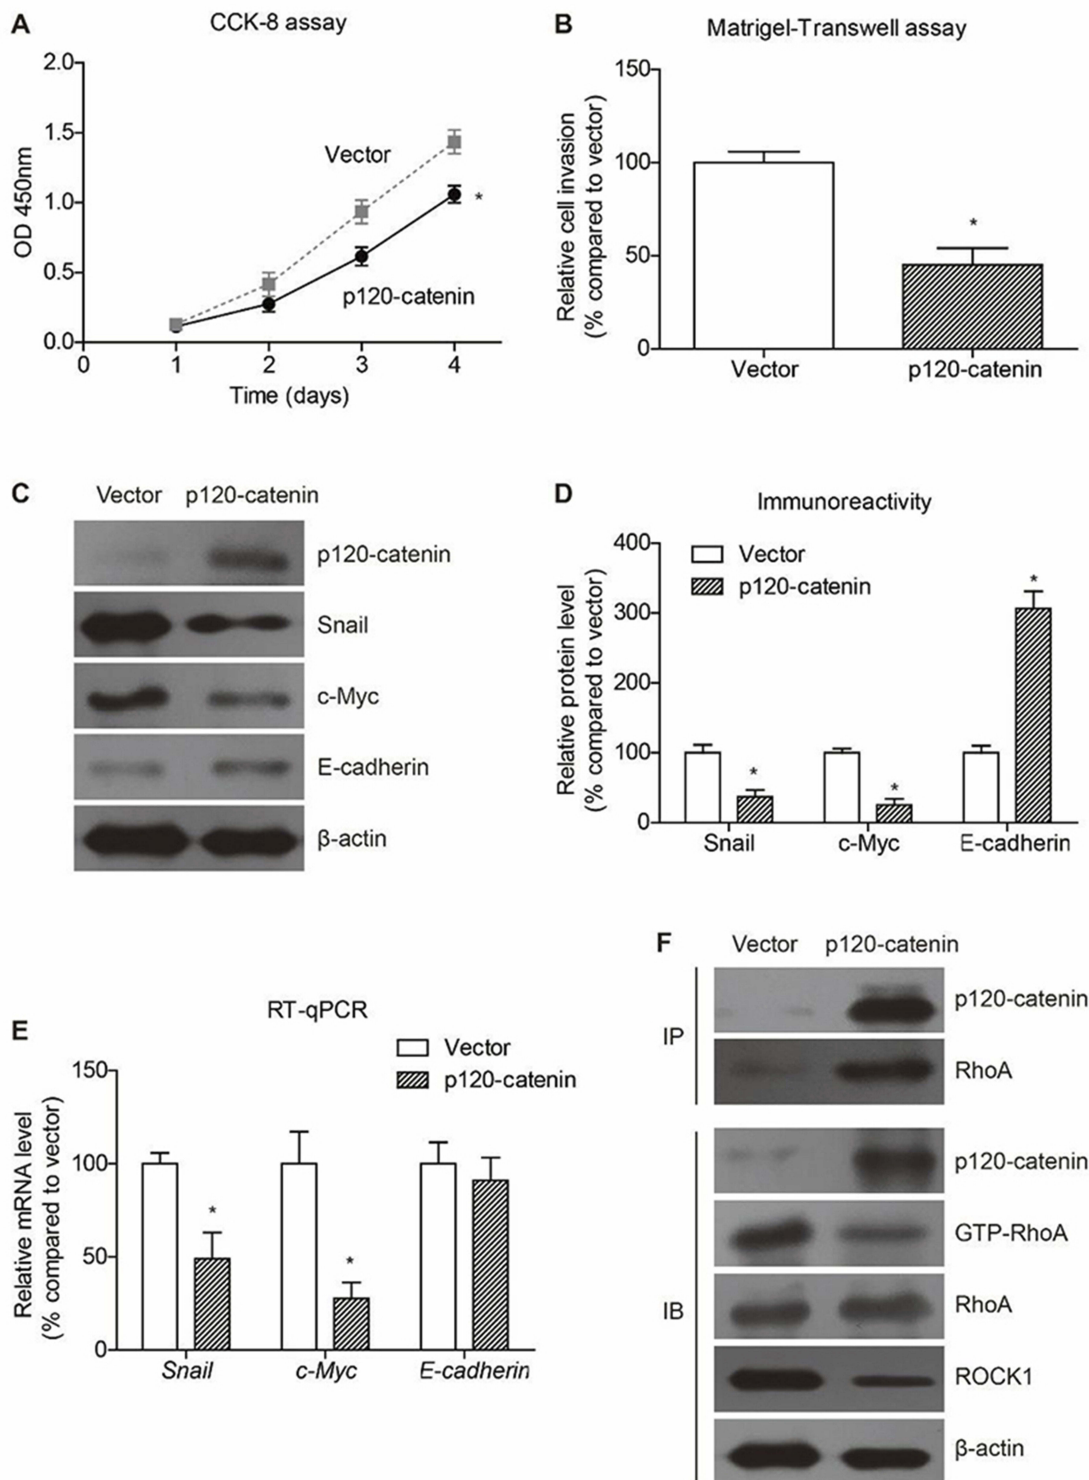 A
CCK-8 assay
OD 450nm
2.0
1.5
1.0
0.5
0.0
0 1 2 3 4
Time (days)
Vector
p120-catenin
*
B
Matrigel-Transwell assay
Relative cell invasion
(% compared to vector)
150
100
50
0
*
Vector p120-catenin
C
Vector p120-catenin
p120-catenin
Snail
c-Myc
E-cadherin
β-actin
D
Immunoreactivity
Relative protein level
(% compared to vector)
400
300
200
100
0
Vector
p120-catenin
* * *
Snail c-Myc E-cadherin
E
RT-qPCR
Vector
p120-catenin
Relative mRNA level
(% compared to vector)
150
100
50
0
* *
Snail c-Myc E-cadherin
F
Vector p120-catenin
IP
p120-catenin
RhoA
IB
p120-catenin
GTP-RhoA
RhoA
ROCK1
β-actin